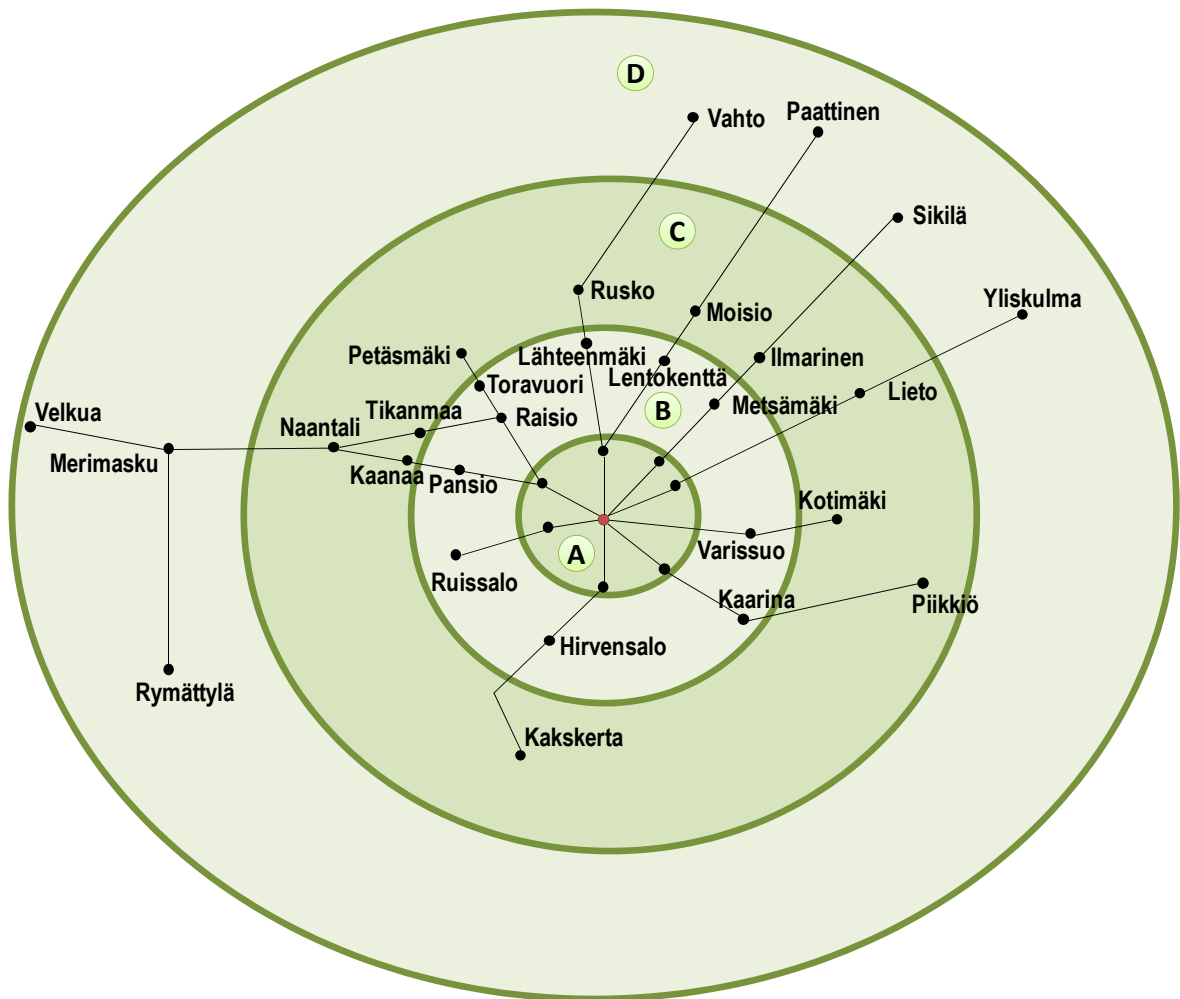 D
Vahto
Paattinen
C
Sikilä
Rusko
Yliskulma
Moisio
Petäsmäki
Lähteenmäki
Ilmarinen
Toravuori
Lentokenttä
Lieto
Velkua
Tikanmaa
Raisio
B
Metsämäki
Naantali
Merimasku
Kaanaa
Pansio
Kotimäki
A
Varissuo
Ruissalo
Kaarina
Piikkiö
Hirvensalo
Rymättylä
Kakskerta